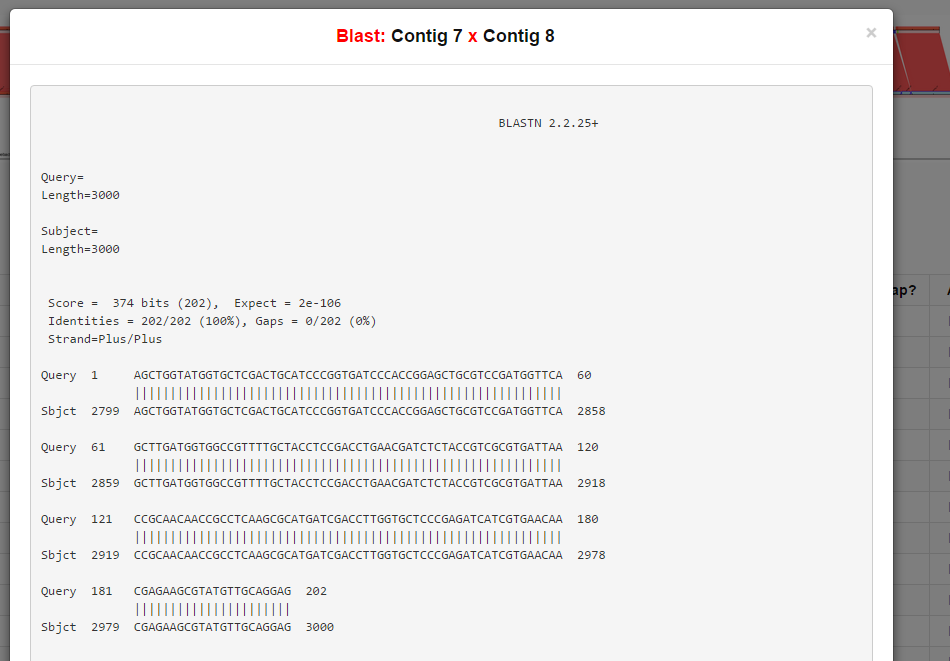 Blast: Contig 7 x Contig 8
×
BLASTN 2.2.25+
Query=
Length=3000
Subject=
Length=3000
Score =  374 bits (202),  Expect = 2e-106
Identities = 202/202 (100%), Gaps = 0/202 (0%)
Strand=Plus/Plus
Query  1     AGCTGGTATGGTGCTCGACTGCATCCCGGTGATCCCACCGGAGCTGCGTCCGATGGTTCA  60
||||||||||||||||||||||||||||||||||||||||||||||||||||||||||||
Sbjct  2799  AGCTGGTATGGTGCTCGACTGCATCCCGGTGATCCCACCGGAGCTGCGTCCGATGGTTCA  2858
Query  61    GCTTGATGGTGGCCGTTTTGCTACCTCCGACCTGAACGATCTCTACCGTCGCGTGATTAA  120
||||||||||||||||||||||||||||||||||||||||||||||||||||||||||||
Sbjct  2859  GCTTGATGGTGGCCGTTTTGCTACCTCCGACCTGAACGATCTCTACCGTCGCGTGATTAA  2918
Query  121   CCGCAACAACCGCCTCAAGCGCATGATCGACCTTGGTGCTCCCGAGATCATCGTGAACAA  180
||||||||||||||||||||||||||||||||||||||||||||||||||||||||||||
Sbjct  2919  CCGCAACAACCGCCTCAAGCGCATGATCGACCTTGGTGCTCCCGAGATCATCGTGAACAA  2978
Query  181   CGAGAAGCGTATGTTGCAGGAG  202
||||||||||||||||||||||
Sbjct  2979  CGAGAAGCGTATGTTGCAGGAG  3000